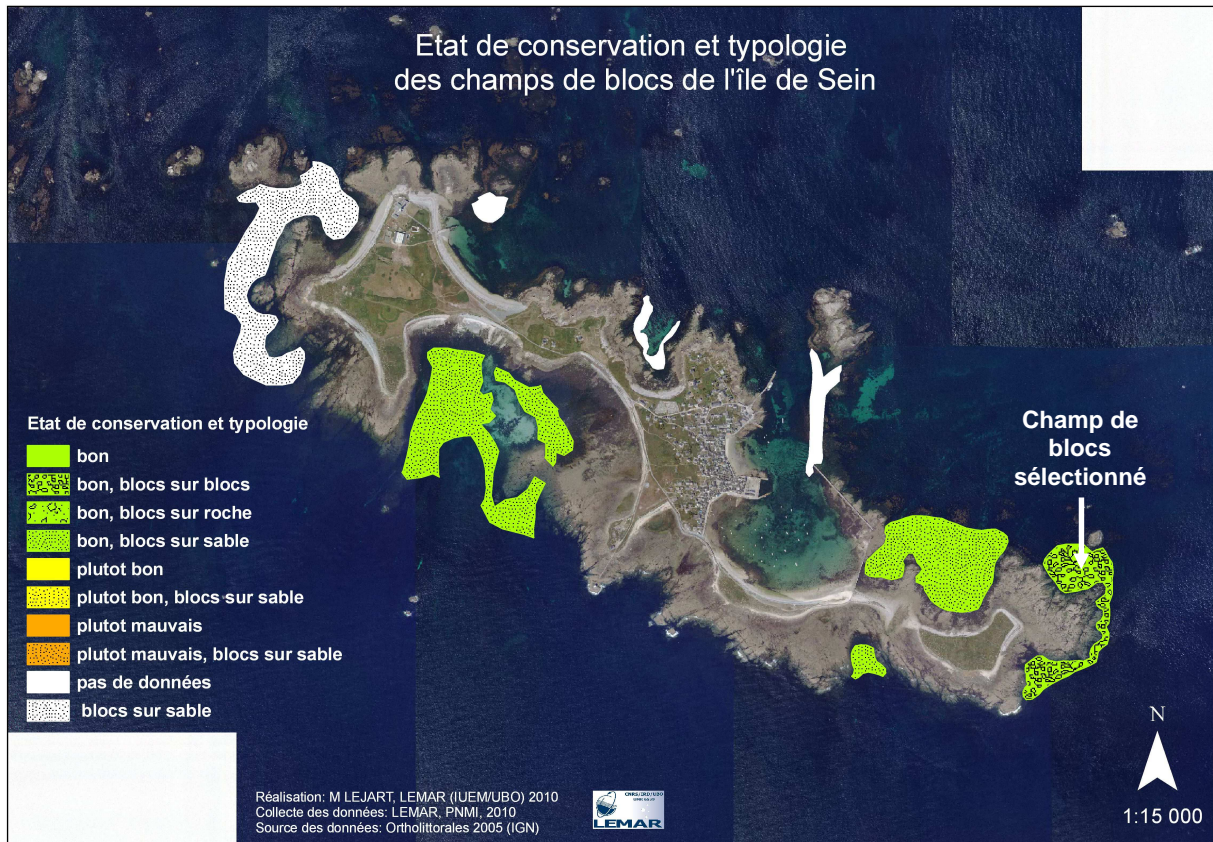 Etat de conservation et typologie
des champs de blocs de l'île de Sein
Champ de
blocs
sélectionné
Etat de conservation et typologie
bon
bon, blocs sur blocs
bon, blocs sur roche
bon, blocs sur sable
plutot bon
plutot bon, blocs sur sable
plutot mauvais
plutot mauvais, blocs sur sable
pas de données
blocs sur sable
Réalisation: M LEJART, LEMAR (IUEM/UBO) 2010
Collecte des données: LEMAR, PNMI, 2010
Source des données: Ortholittorales 2005 (IGN)
CNRS/IRD/UBO
LEMAR
N
1:15 000